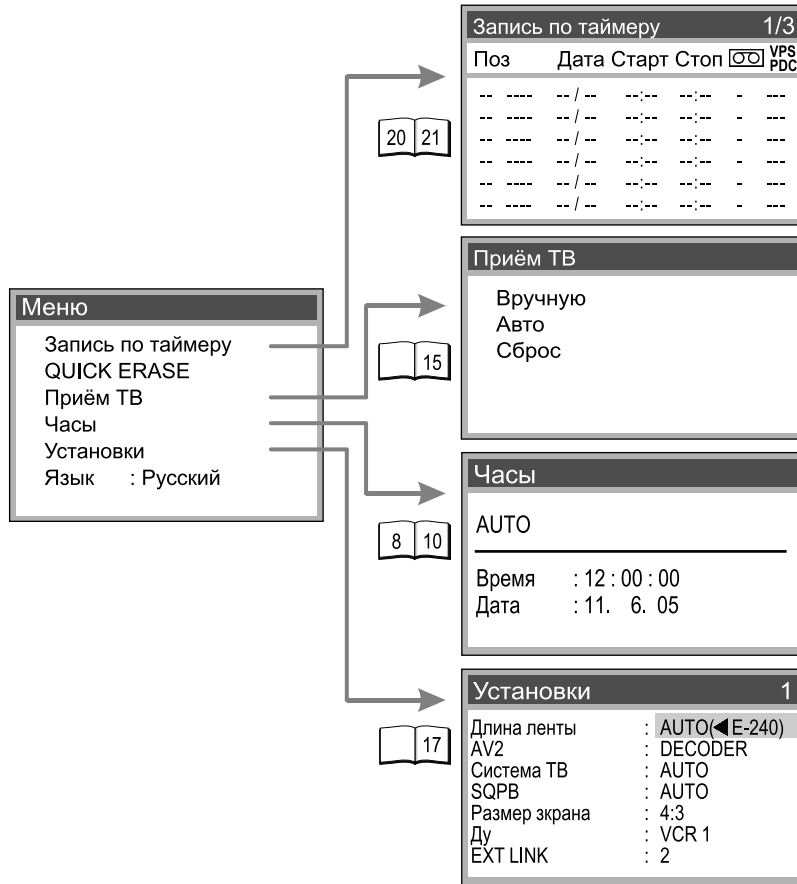 Меню
Запись по таймеру
QUICK ERASE
Приём ТВ
Часы
Установки
Язык : Русский
20 21
15
8 10
17
Запись по таймеру 1/3
Поз Дата Старт Стоп VPS PDC
-- ---- -- / -- --:-- --:-- - ---
-- ---- -- / -- --:-- --:-- - ---
-- ---- -- / -- --:-- --:-- - ---
-- ---- -- / -- --:-- --:-- - ---
-- ---- -- / -- --:-- --:-- - ---
-- ---- -- / -- --:-- --:-- - ---
Приём ТВ
Вручную
Авто
Сброс
Часы
AUTO
Время : 12 : 00 : 00
Дата : 11. 6. 05
Установки 1
Длина ленты : AUTO(◀E-240)
AV2 : DECODER
Система ТВ : AUTO
SQPB : AUTO
Размер зкрана : 4:3
Ду : VCR 1
EXT LINK : 2